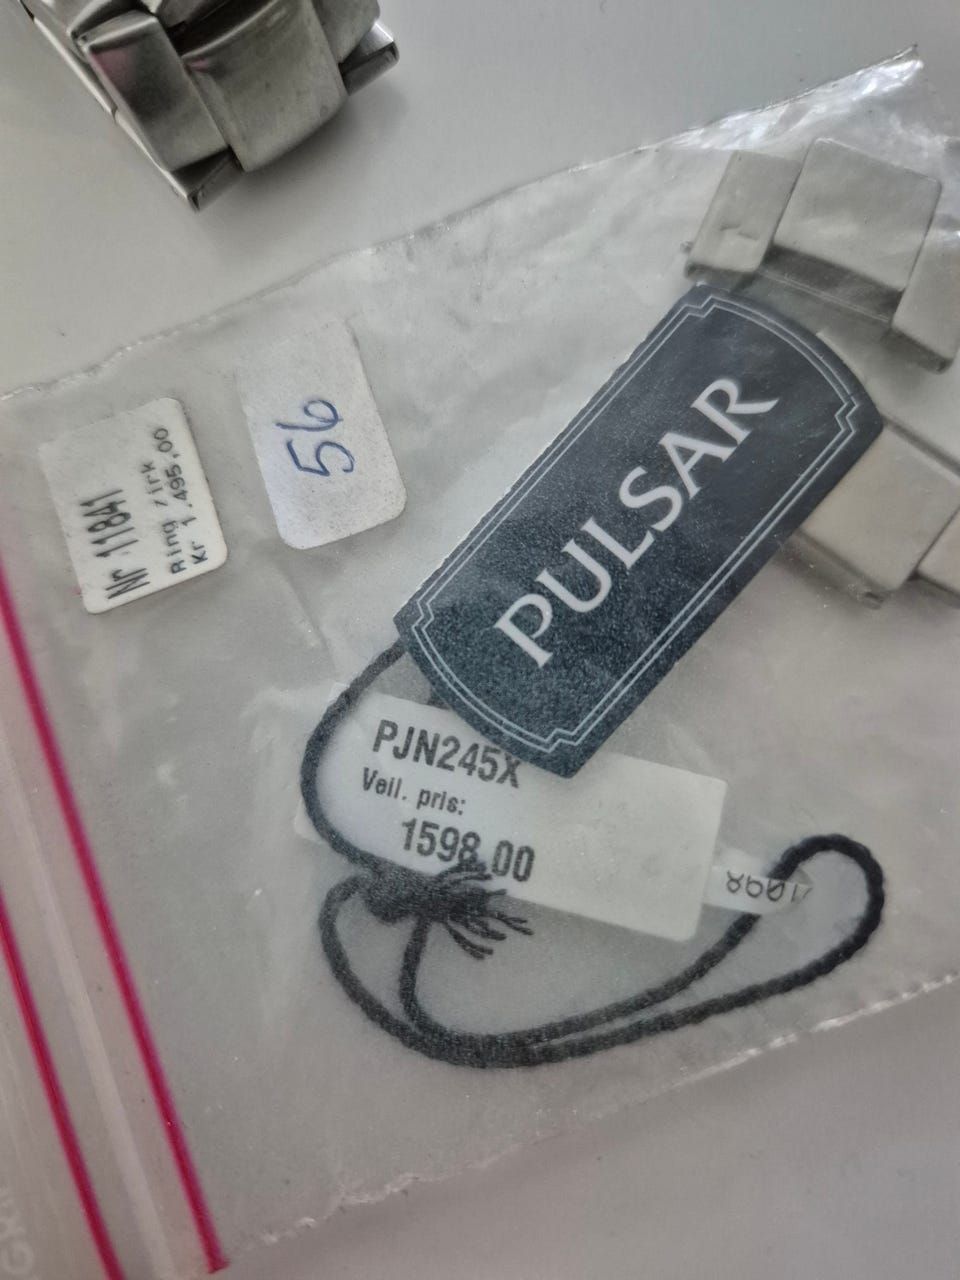 Nr 11841
Ring zirk
Kr 1.495,00
56
PULSAR
PJN245X
Veil. pris:
1598.00